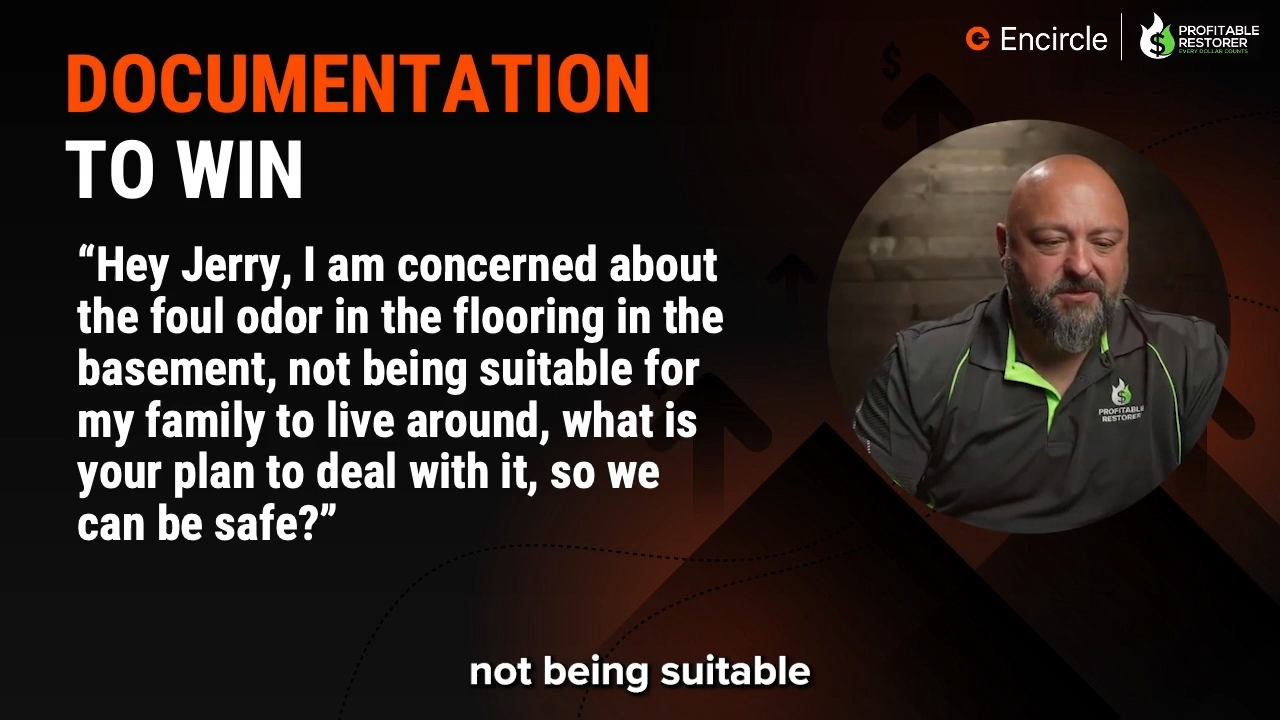 Encircle
PROFITABLE
RESTORER
EVERY DOLLAR COUNTS
DOCUMENTATION
TO WIN
“Hey Jerry, I am concerned about
the foul odor in the flooring in the
basement, not being suitable for
my family to live around, what is
your plan to deal with it, so we
can be safe?”
PROFITABLE
RESTORER
not being suitable